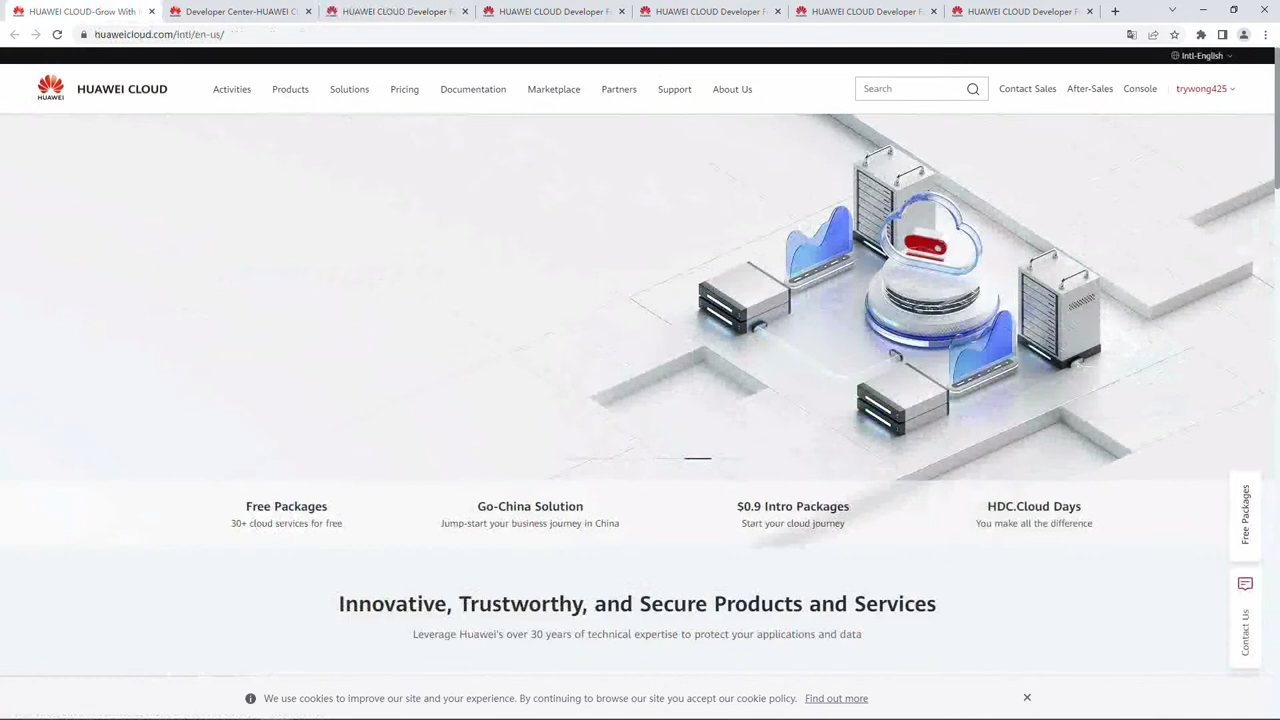 HUAWEI CLOUD-Grow With
Developer Center-HUAWEI Cl
HUAWEI CLOUD Developer F
HUAWEI CLOUD Developer F
HUAWEI CLOUD Developer F
HUAWEI CLOUD Developer F
HUAWEI CLOUD Developer F
huaweicloud.com/intl/en-us/
Intl-English
HUAWEI
HUAWEI CLOUD
Activities Products Solutions Pricing Documentation Marketplace Partners Support About Us
Search
Contact Sales After-Sales Console trywong425
Free Packages Go-China Solution $0.9 Intro Packages HDC.Cloud Days
30+ cloud services for free Jump-start your business journey in China Start your cloud journey You make all the difference
Free Packages
Contact Us
Innovative, Trustworthy, and Secure Products and Services
Leverage Huawei's over 30 years of technical expertise to protect your applications and data
We use cookies to improve our site and your experience. By continuing to browse our site you accept our cookie policy. Find out more